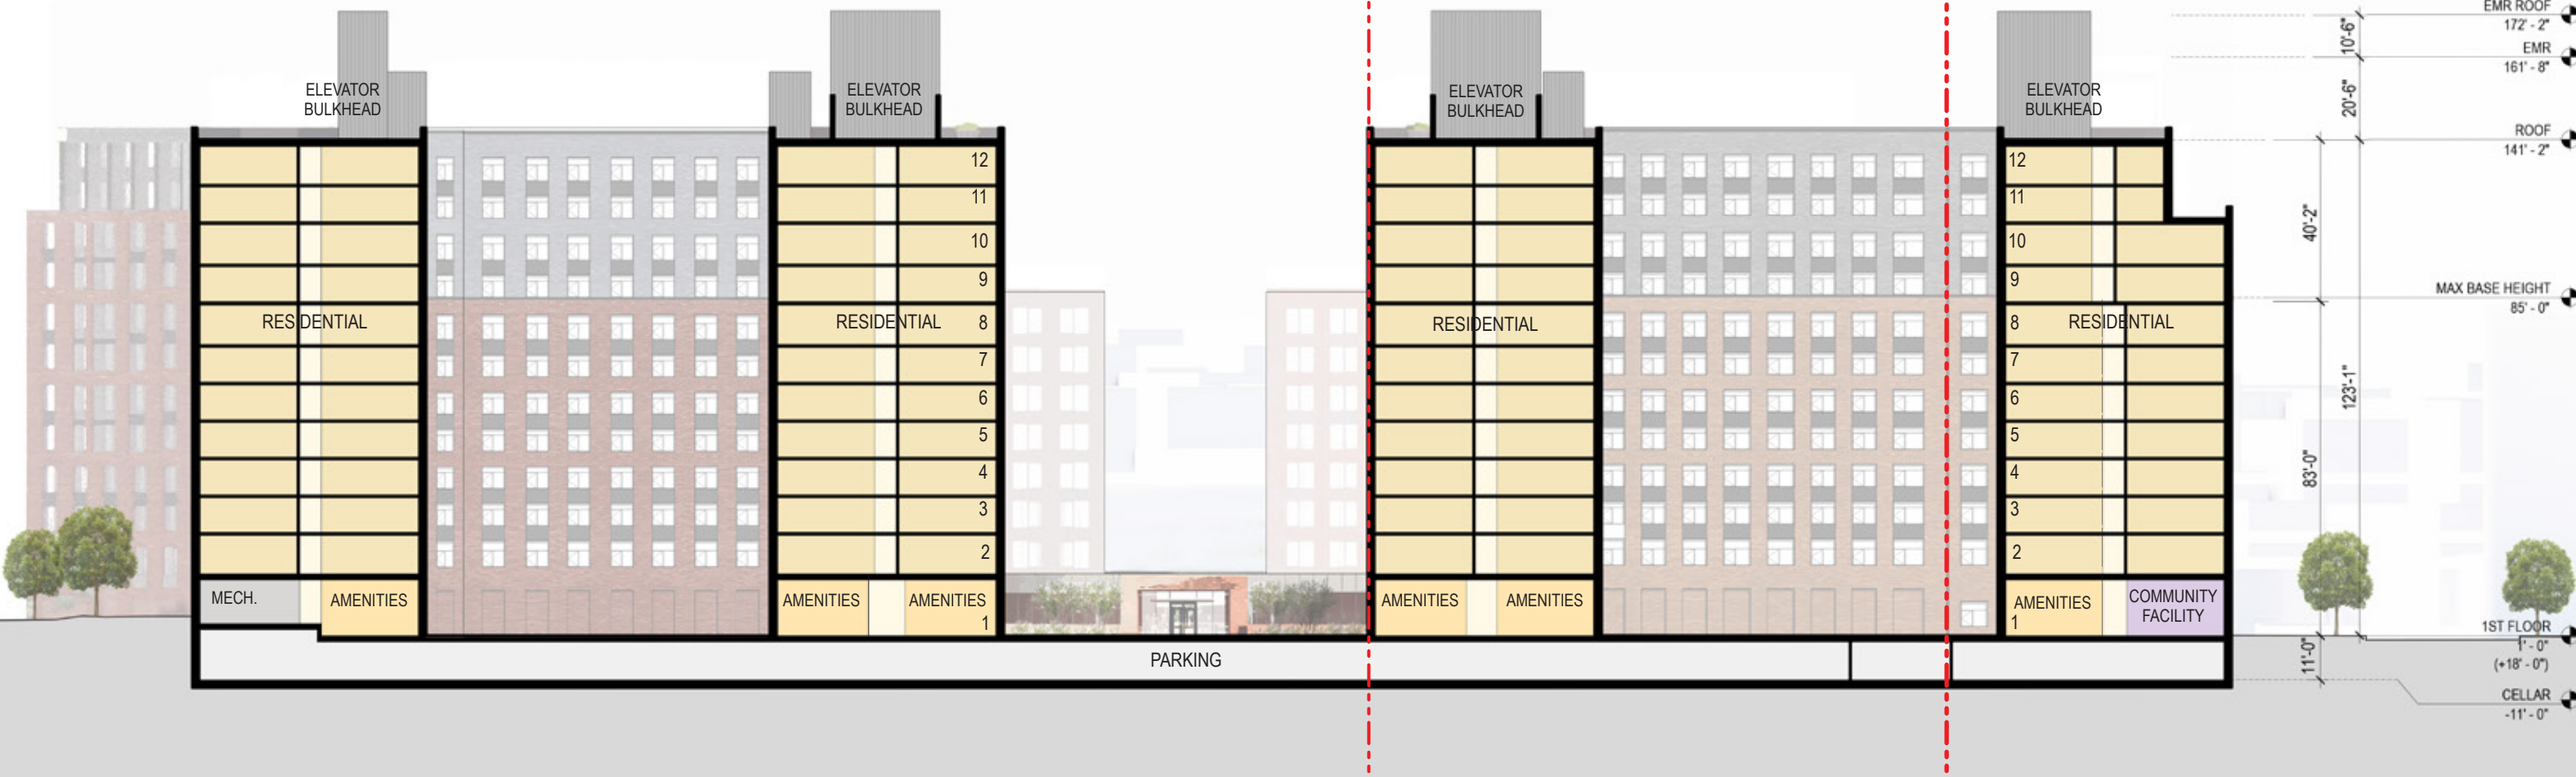 ELEVATOR
BULKHEAD
ELEVATOR
BULKHEAD
ELEVATOR
BULKHEAD
ELEVATOR
BULKHEAD
EMR ROOF
172' - 2"
10'-6"
EMR
161' - 8"
20'-6"
ROOF
141' - 2"
40'-2"
MAX BASE HEIGHT
85' - 0"
123'-1"
83'-0"
1ST FLOOR
1' - 0"
(+18' - 0")
11'-0"
CELLAR
-11' - 0"
RESIDENTIAL
MECH.
AMENITIES
12
11
10
9
RESIDENTIAL
8
7
6
5
4
3
2
AMENITIES
AMENITIES
1
RESIDENTIAL
AMENITIES
AMENITIES
12
11
10
9
8
RESIDENTIAL
7
6
5
4
3
2
AMENITIES
1
COMMUNITY
FACILITY
PARKING